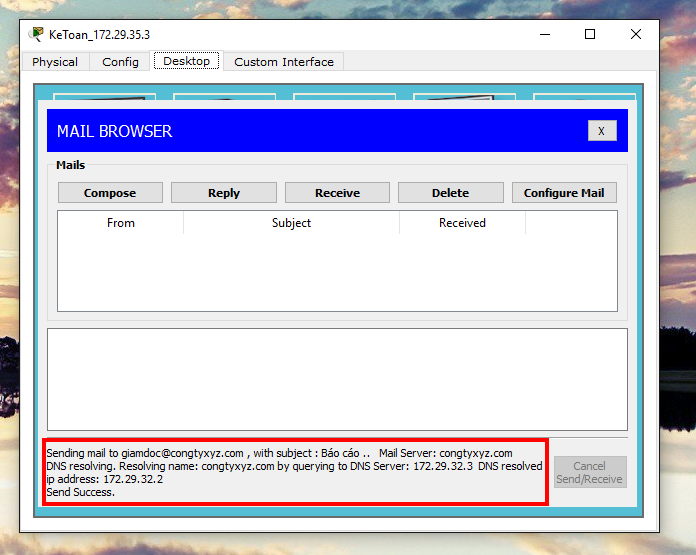 KeToan_172.29.35.3
Physical Config Desktop Custom Interface
MAIL BROWSER X
Mails
Compose Reply Receive Delete Configure Mail
From Subject Received
Sending mail to giamdoc@congtyxyz.com , with subject : Báo cáo .. Mail Server: congtyxyz.com
DNS resolving. Resolving name: congtyxyz.com by querying to DNS Server: 172.29.32.3 DNS resolved
ip address: 172.29.32.2
Send Success.
Cancel
Send/Receive